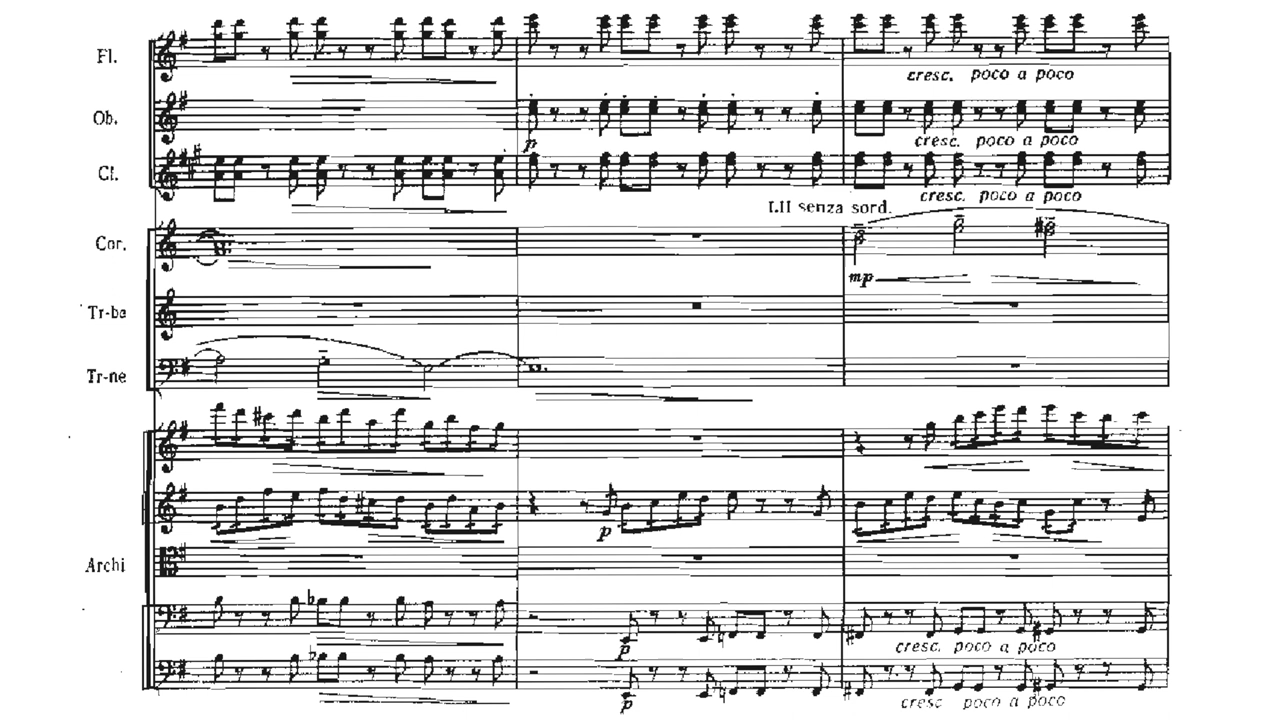 Fl.
cresc. poco a poco
Ob.
p
cresc. poco a poco
Cl.
cresc. poco a poco
I.II senza sord.
Cor.
mp
Tr-be
Tr-ne
p
Archi
p
cresc. poco a poco
p
cresc poco a poco